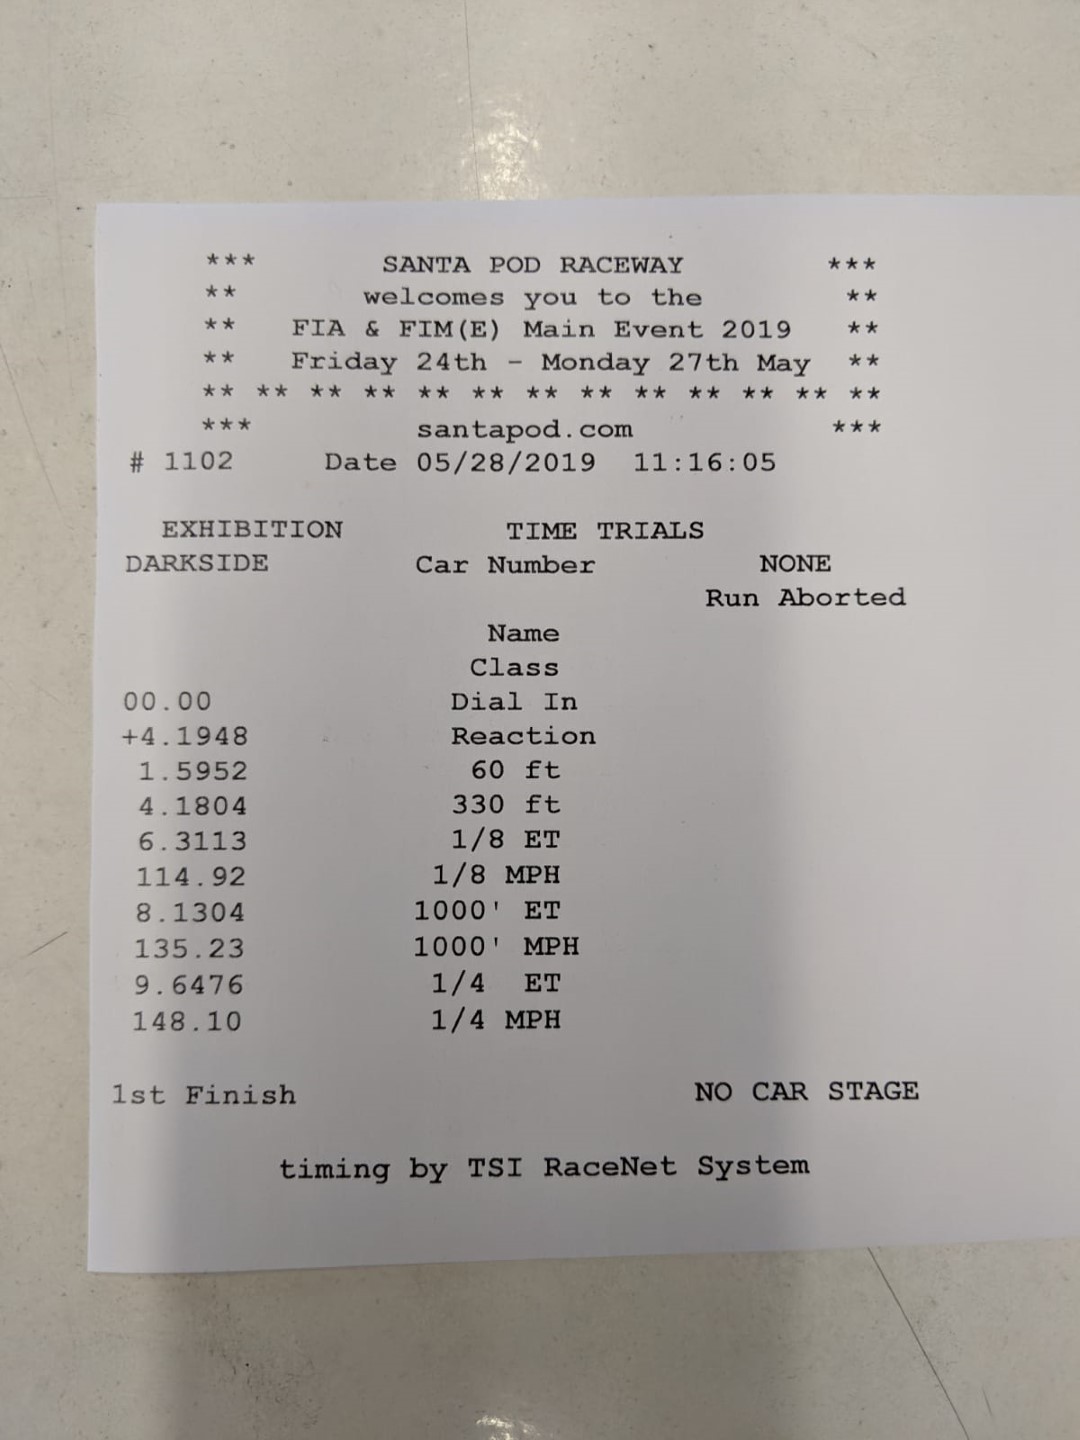 *** SANTA POD RACEWAY ***
** welcomes you to the **
** FIA & FIM(E) Main Event 2019 **
** Friday 24th - Monday 27th May **
** ** ** ** ** ** ** ** ** ** ** ** **
*** santapod.com ***
# 1102 Date 05/28/2019 11:16:05
EXHIBITION TIME TRIALS
DARKSIDE Car Number NONE
Run Aborted
Name
Class
00.00 Dial In
+4.1948 Reaction
1.5952 60 ft
4.1804 330 ft
6.3113 1/8 ET
114.92 1/8 MPH
8.1304 1000' ET
135.23 1000' MPH
9.6476 1/4 ET
148.10 1/4 MPH
1st Finish NO CAR STAGE
timing by TSI RaceNet System